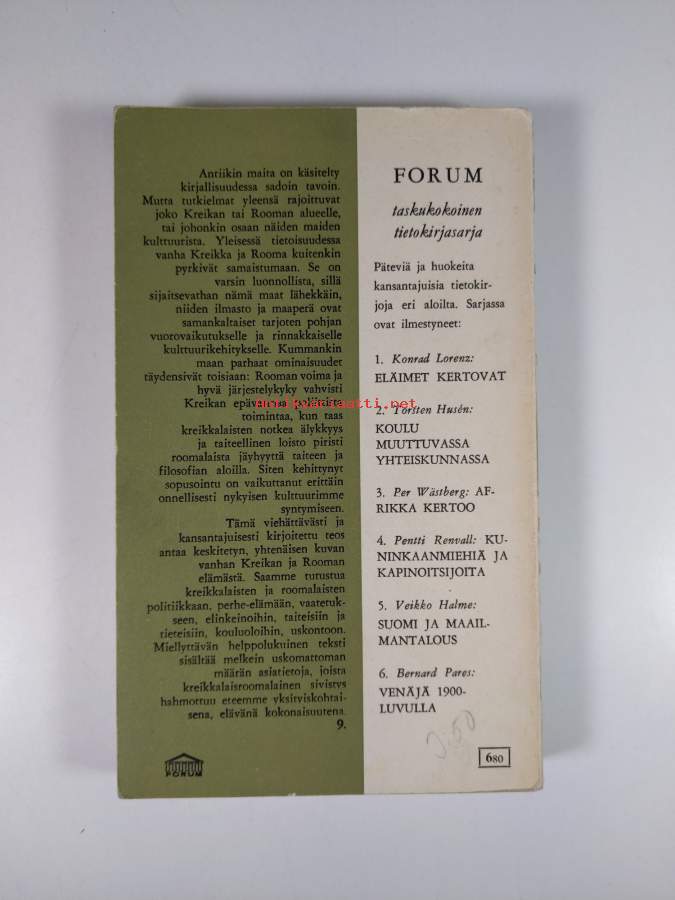 Antiikin maita on käsitelty
kirjallisuudessa sadoin tavoin.
Mutta tutkielmat yleensä rajoittuvat
joko Kreikan tai Rooman alueelle,
tai johonkin osaan näiden maiden
kulttuurista. Yleisessä tietoisuudessa
vanha Kreikka ja Rooma kuitenkin
pyrkivät samaistumaan. Se on
varsin luonnollista, sillä
sijaitsevathan nämä maat lähekkäin,
niiden ilmasto ja maaperä ovat
samankaltaiset tarjoten pohjan
vuorovaikutukselle ja rinnakkaiselle
kulttuurikehitykselle. Kummankin
maan parhaat ominaisuudet
täydensivät toisiaan: Rooman voima ja
hyvä järjestelykyky vahvisti
Kreikan
toimintaa, kun taas
kreikkalaisten notkea älykkyys
ja taiteellinen loisto piristi
roomalaista jäyhyyttä taiteen ja
filosofian aloilla. Siten kehittynyt
sopusointu on vaikuttanut erittäin
onnellisesti nykyisen kulttuurimme
syntymiseen.
Tämä viehättävästi ja
kansantajuisesti kirjoitettu teos
antaa keskitetyn, yhtenäisen kuvan
vanhan Kreikan ja Rooman
elämästä. Saamme tutustua
kreikkalaisten ja roomalaisten
politiikkaan, perhe-elämään, vaatetuk-
seen, elinkeinoihin, taiteisiin ja
tieteisiin, kouluoloihin, uskontoon.
Miellyttävän helppolukuinen teksti
sisältää melkein uskomattoman
määrän asiatietoja, joista
kreikkalaisroomalainen sivistys
hahmottuu eteemme yksityiskohtai-
sena, elävänä kokonaisuutena.
9.
FORUM
FORUM
taskukokoinen
tietokirjasarja
Päteviä ja huokeita
kansantajuisia tietokir-
joja eri aloilta. Sarjassa
ovat ilmestyneet:
1. Konrad Lorenz:
ELÄIMET KERTOVAT
2. Torsten Husén:
KOULU
MUUTTUVASSA
YHTEISKUNNASSA
3. Per Wästberg: AF-
RIKKA KERTOO
4. Pentti Renvall: KU-
NINKAANMIEHIÄ JA
KAPINOITSIJOITA
5. Veikko Halme:
SUOMI JA MAAIL-
MANTALOUS
6. Bernard Pares:
VENÄJÄ 1900-
LUVULLA
680
Antikvariaatti.net